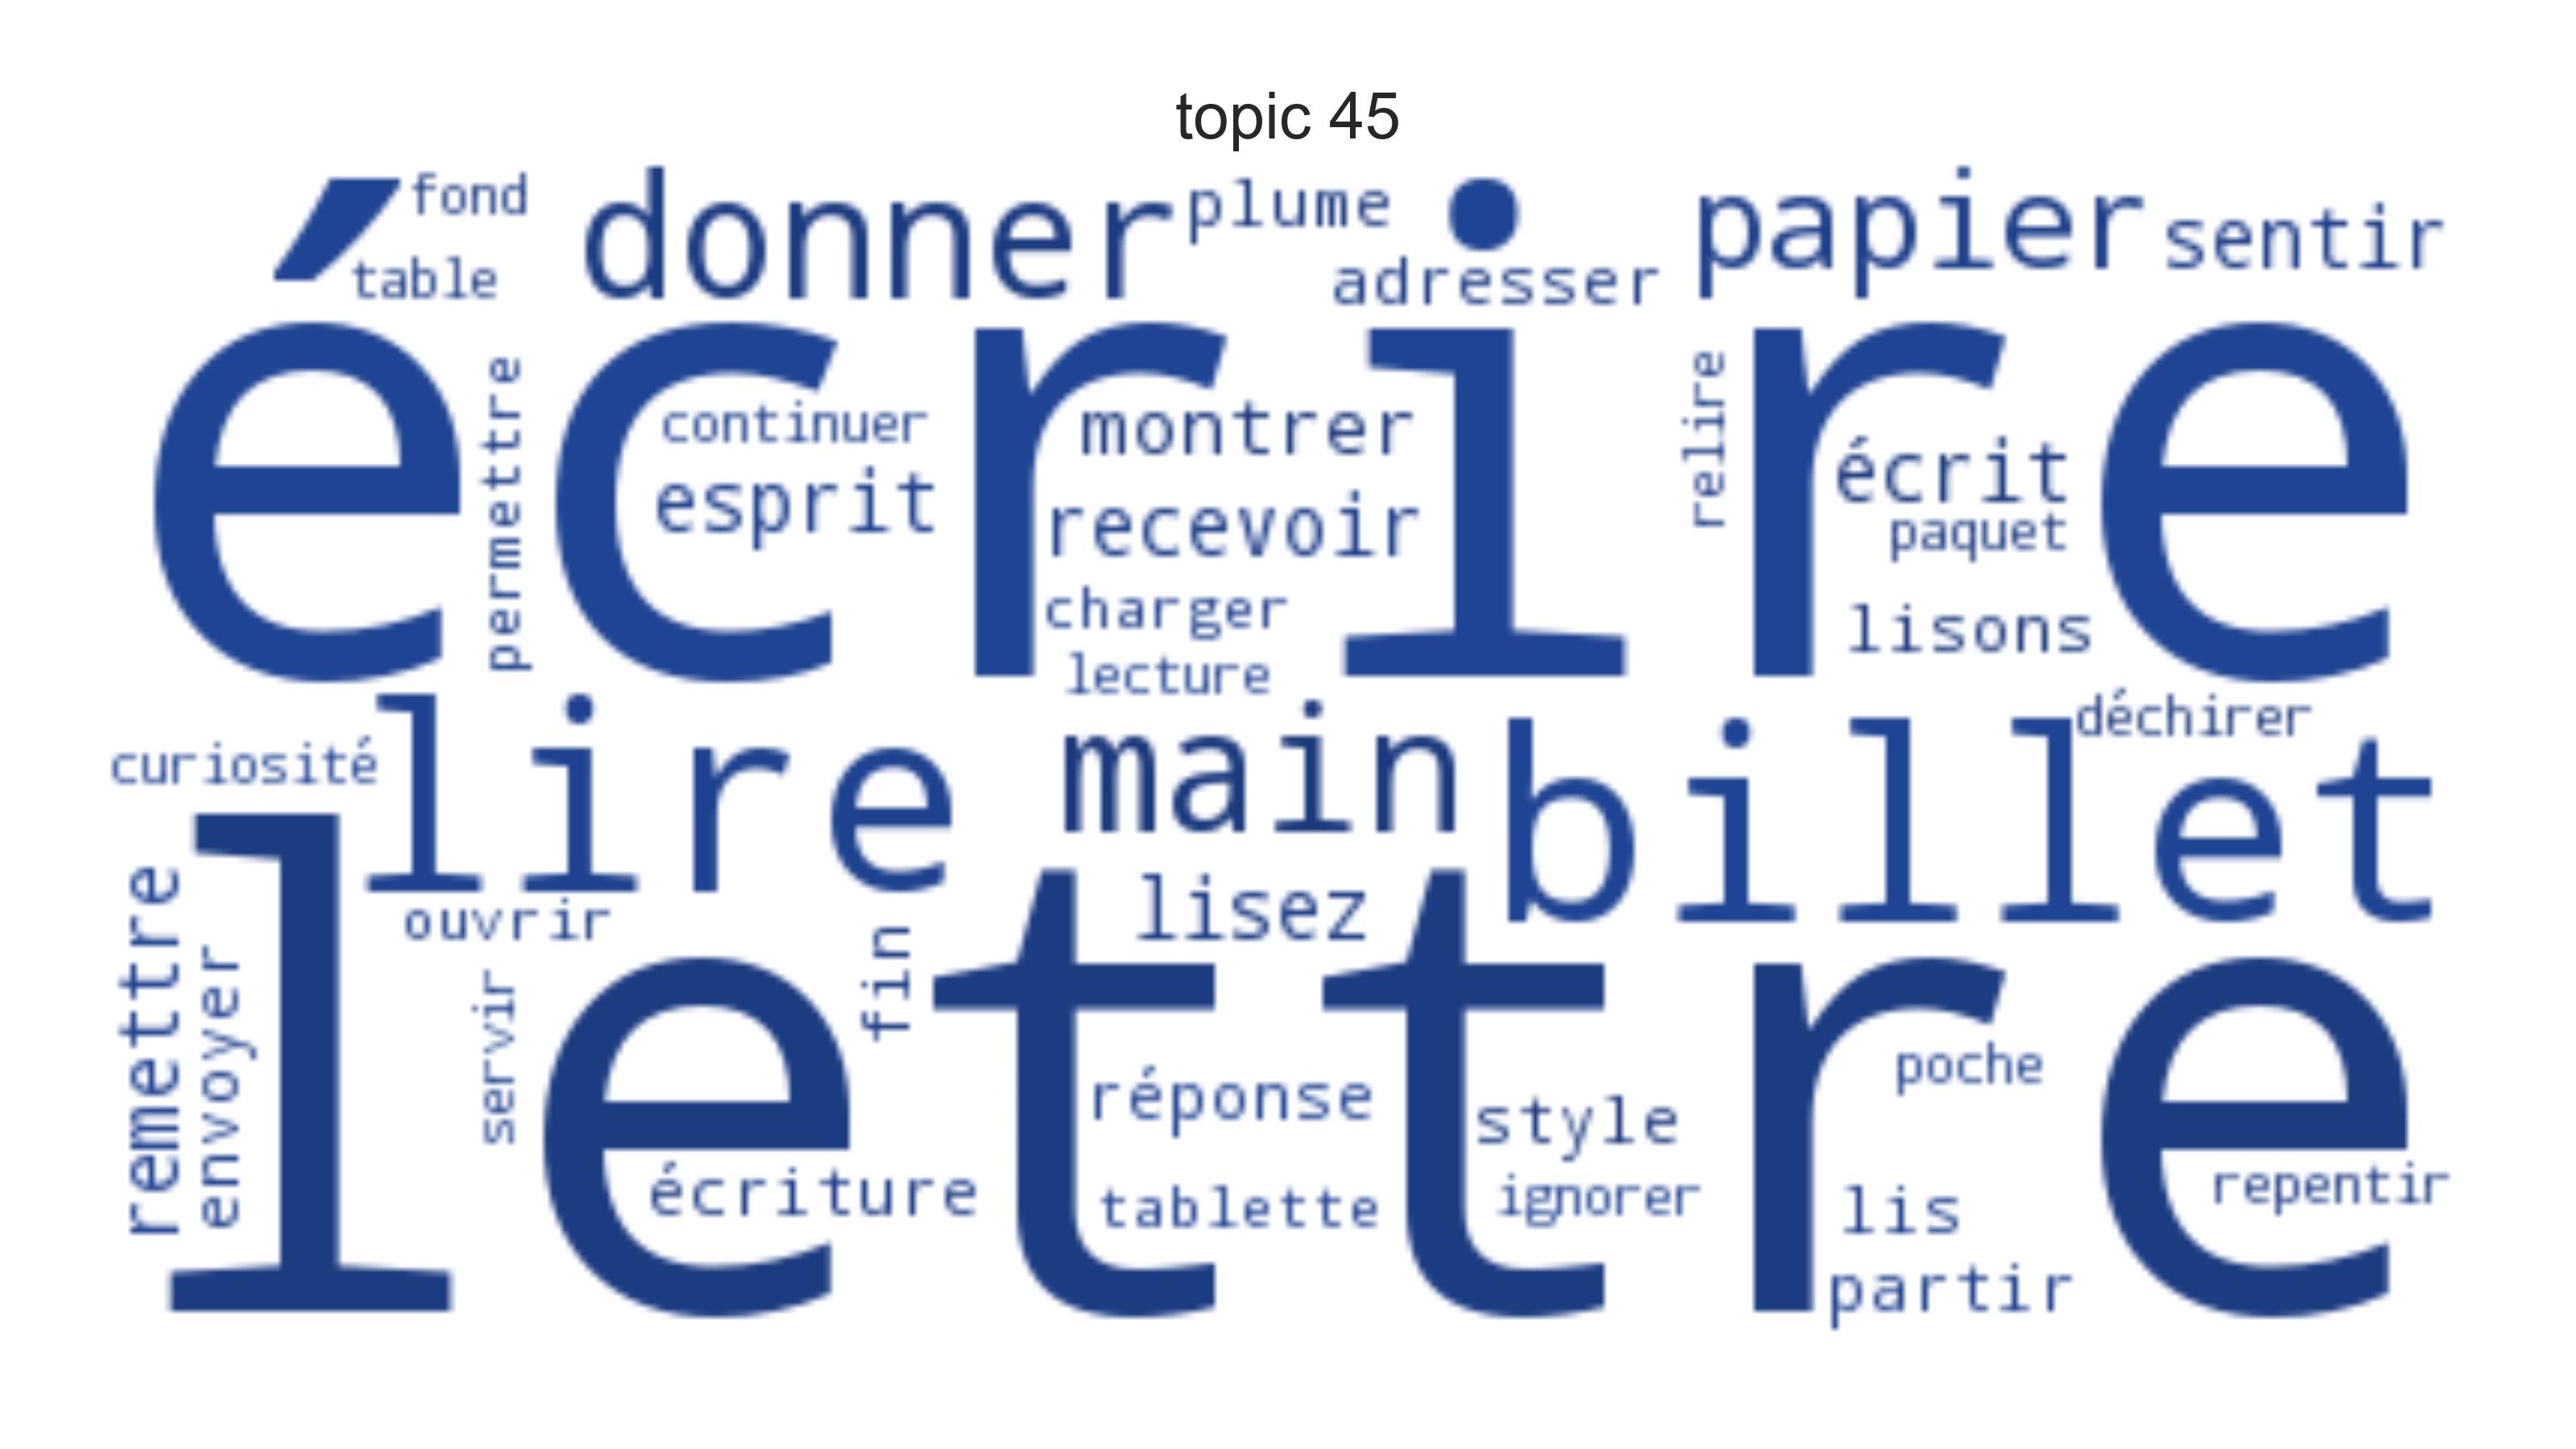 topic 45
fond
donner
plume
papier
sentir
table
adresser
écrire
permettre
continuer
montrer
relire
écrit
esprit
recevoir
paquet
charger
lisons
lecture
déchirer
curiosité
lire
main
billet
remettre
envoyer
ouvrir
lisez
fin
servir
lettre
réponse
poche
style
écriture
tablette
ignorer
lis
repentir
partir